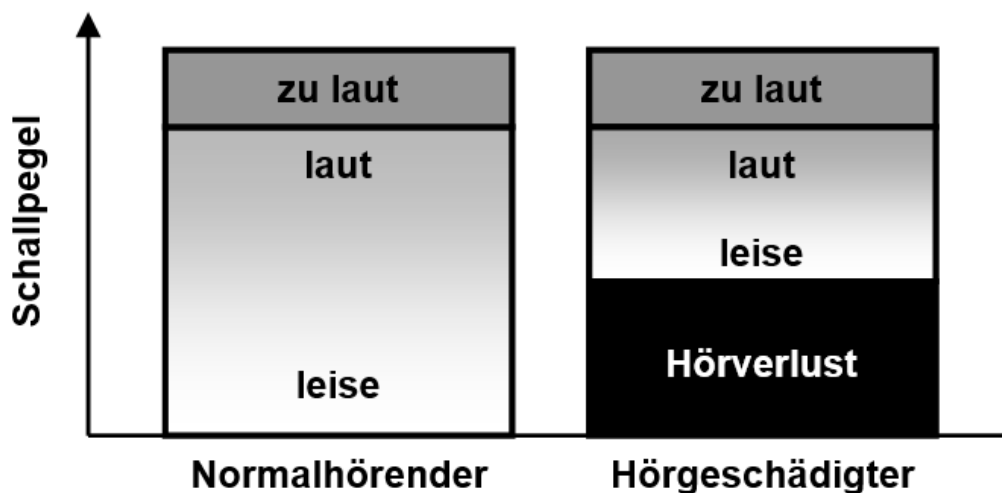 Schallpegel
zu laut
laut
leise
Normalhörender
zu laut
laut
leise
Hörverlust
Hörgeschädigter